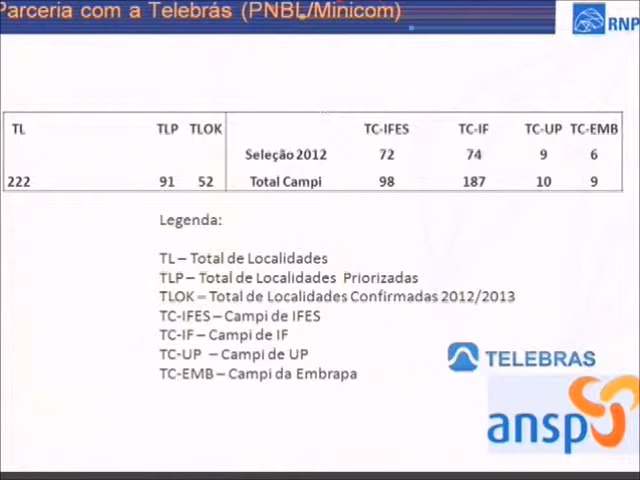 Parceria com a Telebrás (PNBL/Minicom)
RNP
TL TLP TLOK TC-IFES TC-IF TC-UP TC-EMB
Seleção 2012 72 74 9 6
222 91 52 Total Campi 98 187 10 9
Legenda:
TL – Total de Localidades
TLP – Total de Localidades Priorizadas
TLOK – Total de Localidades Confirmadas 2012/2013
TC-IFES – Campi de IFES
TC-IF – Campi de IF
TC-UP – Campi de UP
TC-EMB – Campi da Embrapa
TELEBRAS
ansp